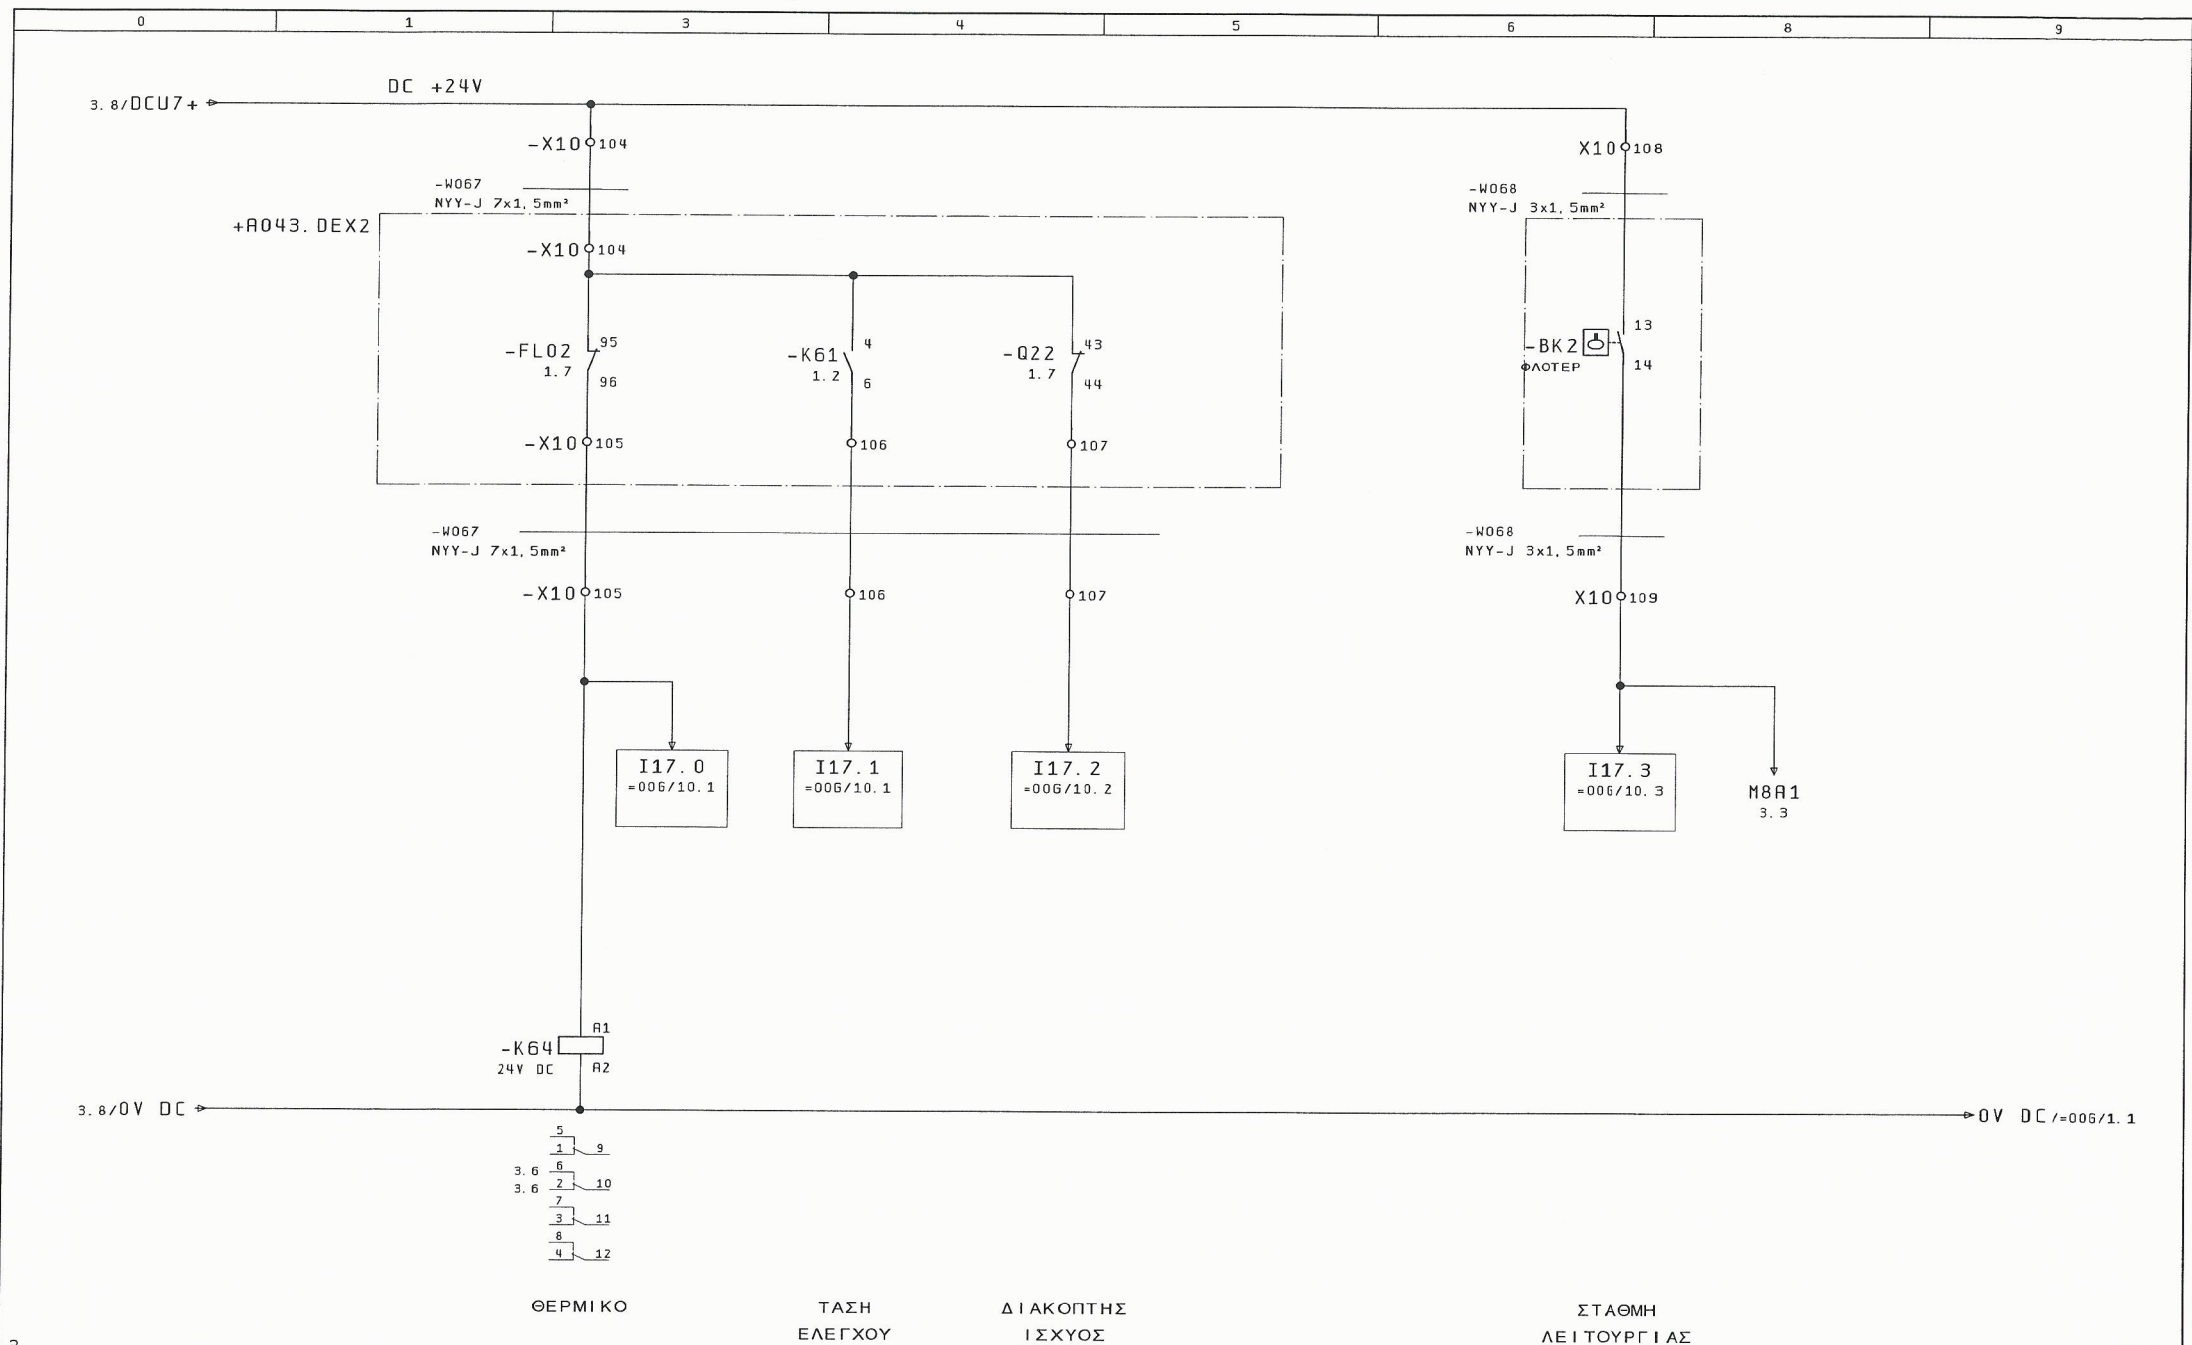 0 1 3 4 5 6 8 9
DC +24V
3.8/DCU7+
-X10 104
X10 108
-W067
NYY-J 7x1,5mm²
-W068
NYY-J 3x1,5mm²
+A043.DEX2
-X10 104
-FL02
1.7
95
96
-K61
1.2
4
6
-Q22
1.7
43
44
-BK2
ΦΛΟΤΕΡ
13
14
-X10 105
106
107
-W067
NYY-J 7x1,5mm²
-W068
NYY-J 3x1,5mm²
-X10 105
106
107
X10 109
I17.0
=00G/10.1
I17.1
=00G/10.1
I17.2
=00G/10.2
I17.3
=00G/10.3
M8A1
3.3
-K64
24V DC
A1
A2
3.8/0V DC
0V DC/=00G/1.1
5
1 9
3.6 6
3.6 2 10
7
3 11
8
4 12
ΘΕΡΜΙΚΟ
ΤΑΣΗ
ΕΛΕΓΧΟΥ
ΔΙΑΚΟΠΤΗΣ
ΙΣΧΥΟΣ
ΣΤΑΘΜΗ
ΛΕΙΤΟΥΡΓΙΑΣ